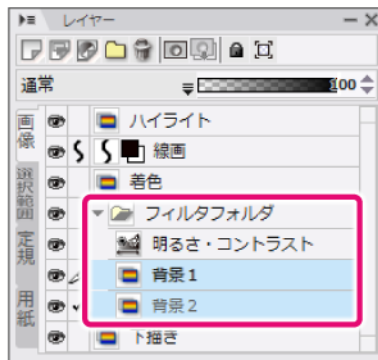 レイヤー
通常
100
画像
選択範囲
定規
用紙
ハイライト
線画
着色
フィルタフォルダ
明るさ・コントラスト
背景1
背景2
下描き